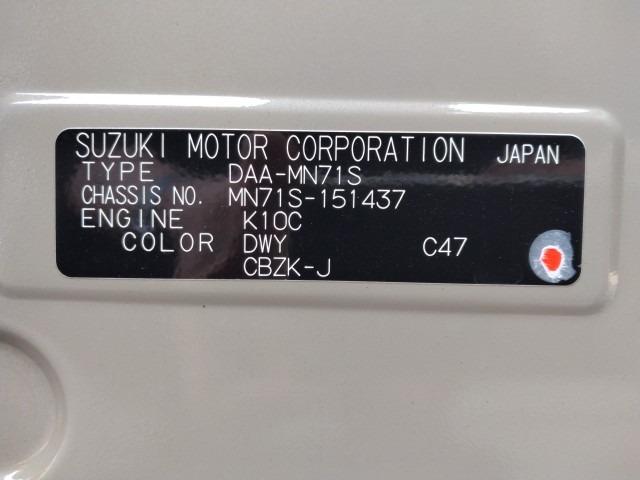 SUZUKI MOTOR CORPORATION JAPAN
TYPE DAA-MN71S
CHASSIS NO. MN71S-151437
ENGINE K10C
COLOR DWY C47
CBZK-J